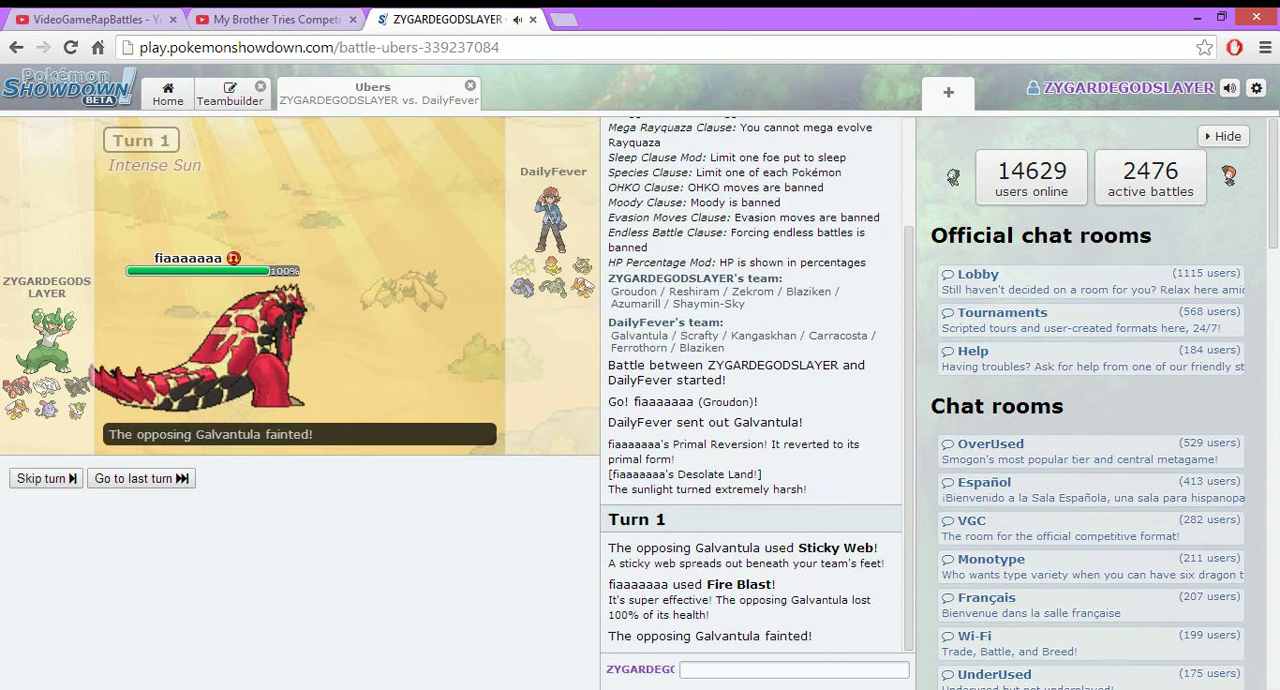 VideoGameRapBattles - Y
My Brother Tries Competi
ZYGARDEGODSLAYER
play.pokemonshowdown.com/battle-ubers-339237084
Pokémon
SHOWDOWN!
BETA
Home
Teambuilder
Ubers
ZYGARDEGODSLAYER vs. DailyFever
+
ZYGARDEGODSLAYER
Turn 1
Intense Sun
DailyFever
fiaaaaaaa
100%
ZYGARDEGODS
LAYER
The opposing Galvantula fainted!
Skip turn
Go to last turn
Mega Rayquaza Clause: You cannot mega evolve
Rayquaza
Sleep Clause Mod: Limit one foe put to sleep
Species Clause: Limit one of each Pokémon
OHKO Clause: OHKO moves are banned
Moody Clause: Moody is banned
Evasion Moves Clause: Evasion moves are banned
Endless Battle Clause: Forcing endless battles is
banned
HP Percentage Mod: HP is shown in percentages
ZYGARDEGODSLAYER's team:
Groudon / Reshiram / Zekrom / Blaziken /
Azumarill / Shaymin-Sky
DailyFever's team:
Galvantula / Scrafty / Kangaskhan / Carracosta /
Ferrothorn / Blaziken
Battle between ZYGARDEGODSLAYER and
DailyFever started!
Go! fiaaaaaaa (Groudon)!
DailyFever sent out Galvantula!
fiaaaaaaa's Primal Reversion! It reverted to its
primal form!
[fiaaaaaaa's Desolate Land!]
The sunlight turned extremely harsh!
Turn 1
The opposing Galvantula used Sticky Web!
A sticky web spreads out beneath your team's feet!
fiaaaaaaa used Fire Blast!
It's super effective! The opposing Galvantula lost
100% of its health!
The opposing Galvantula fainted!
ZYGARDEGO
Hide
14629
users online
2476
active battles
Official chat rooms
Lobby (1115 users)
Still haven't decided on a room for you? Relax here amid
Tournaments (568 users)
Scripted tours and user-created formats here, 24/7!
Help (184 users)
Having troubles? Ask for help from one of our friendly st
Chat rooms
OverUsed (529 users)
Smogon's most popular tier and central metagame!
Español (413 users)
¡Bienvenido a la Sala Española, una sala para hispanopa
VGC (282 users)
The room for the official competitive format!
Monotype (211 users)
Who wants type variety when you can have six dragon t
Français (207 users)
Bienvenue dans la salle française
Wi-Fi (199 users)
Trade, Battle, and Breed!
UnderUsed (175 users)
Underused but not underplayed!